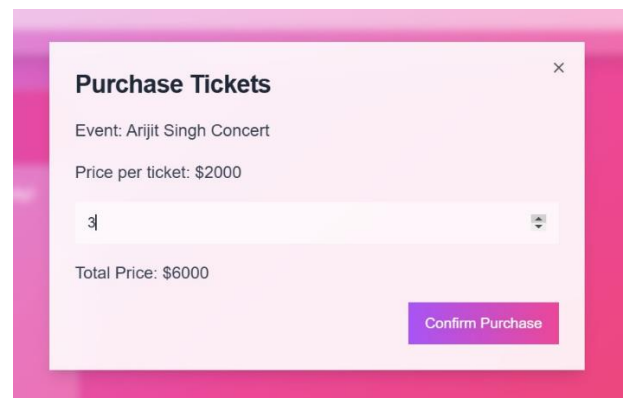 Purchase Tickets
Event: Arijit Singh Concert
Price per ticket: $2000
3
Total Price: $6000
Confirm Purchase